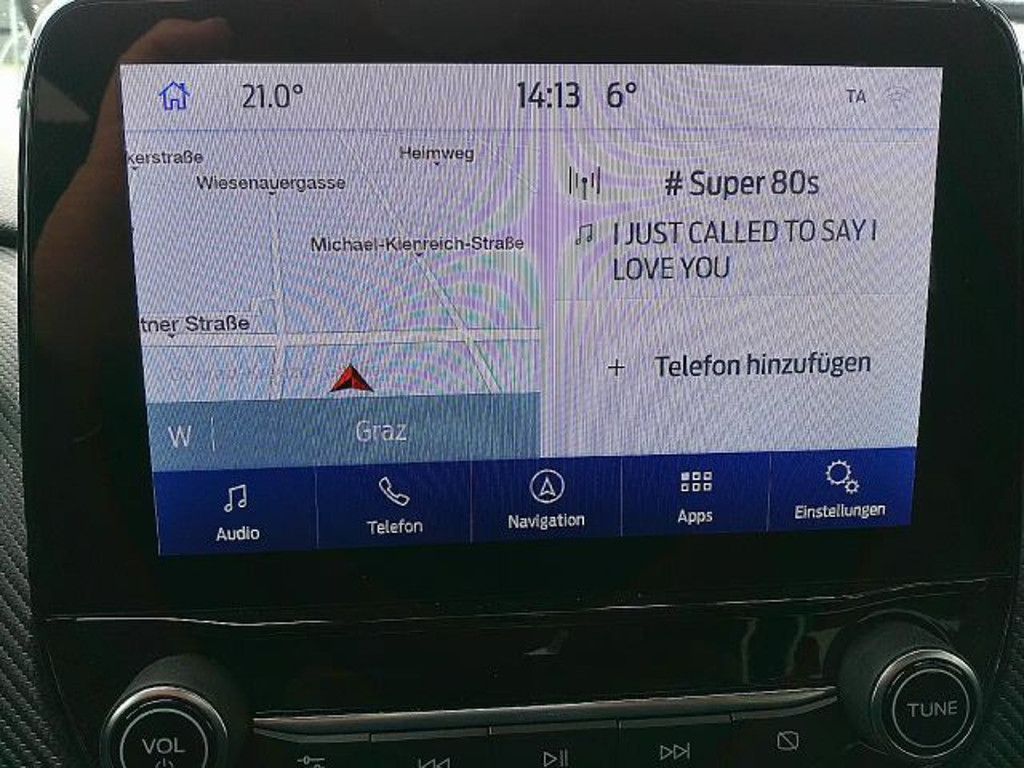 21.0° 14:13 6° TA
kerstraße
Heimweg
Wiesenauergasse
Michael-Kienreich-Straße
tner Straße
W Graz
# Super 80s
I JUST CALLED TO SAY I
LOVE YOU
+ Telefon hinzufügen
Audio Telefon Navigation Apps Einstellungen
VOL TUNE